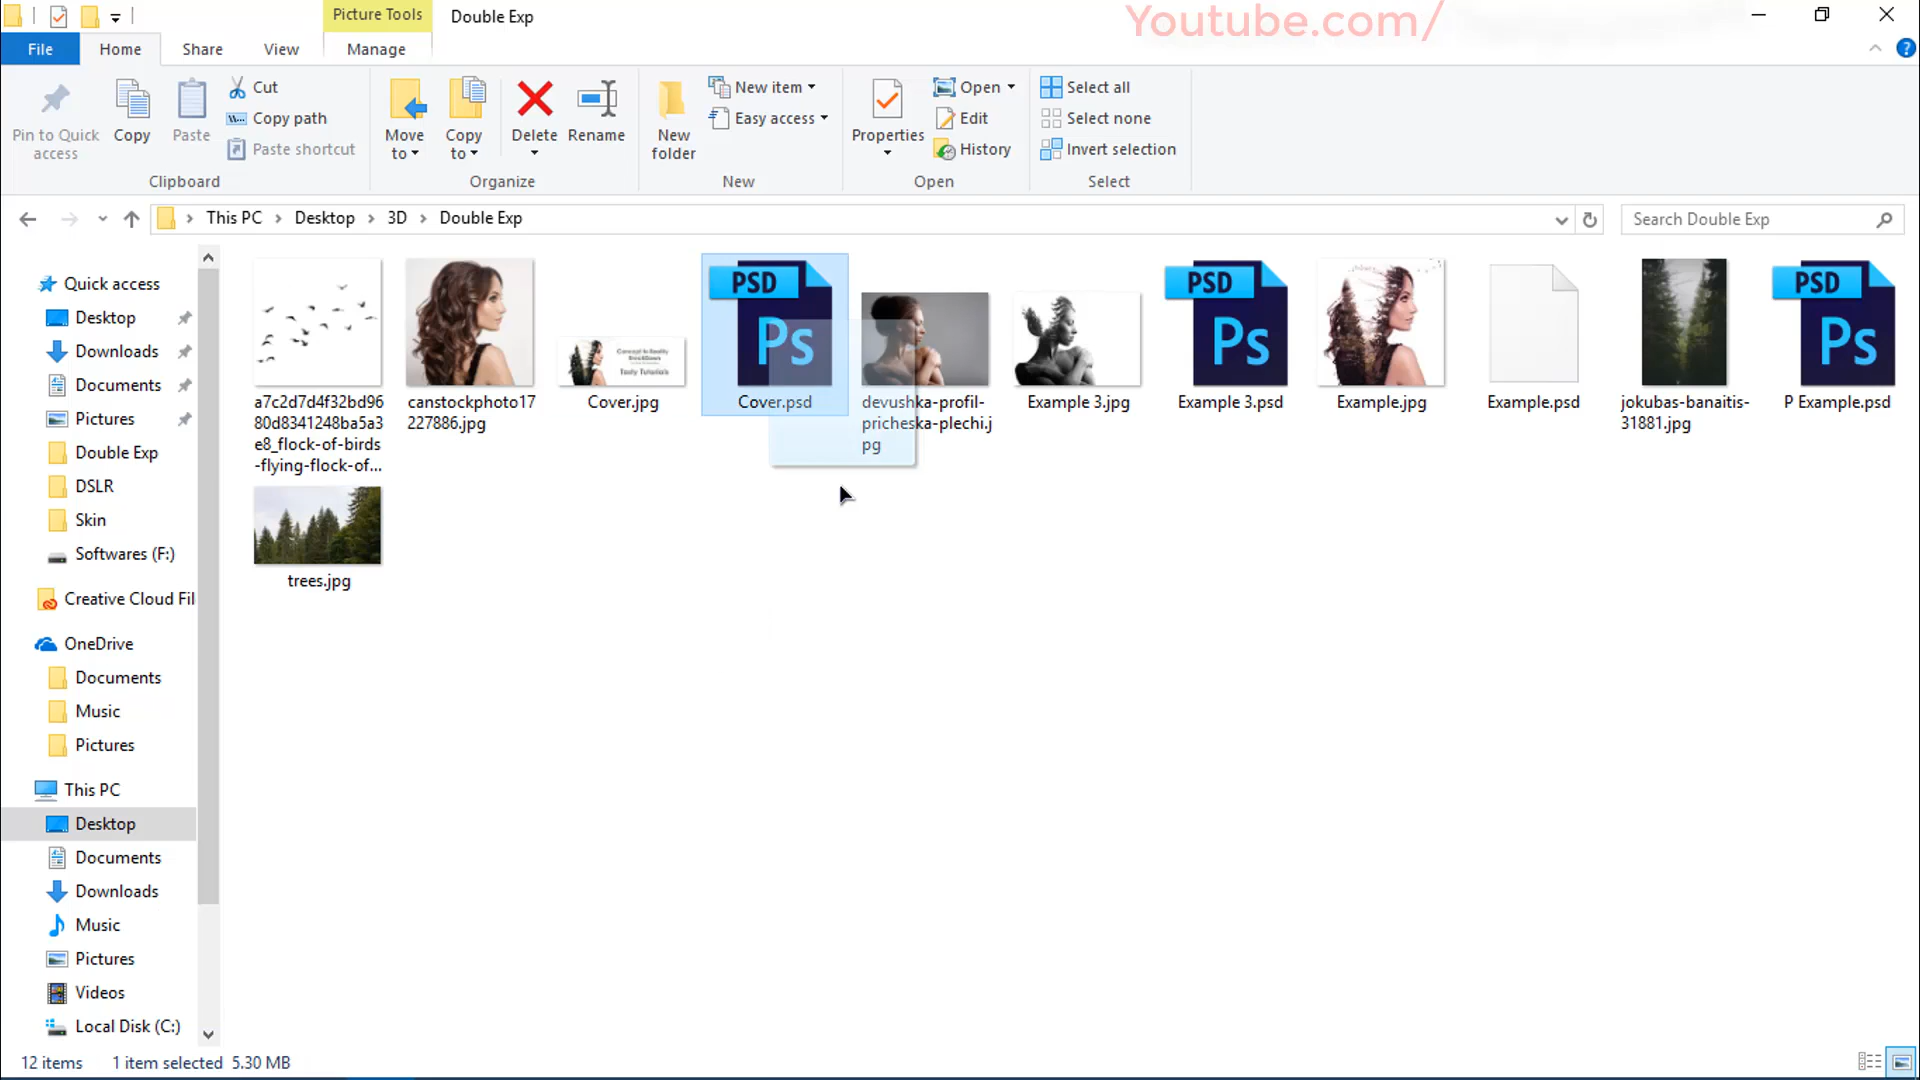 Picture Tools
Double Exp
Youtube.com/
File
Home
Share
View
Manage
Pin to Quick
access
Copy
Paste
Cut
Copy path
Paste shortcut
Clipboard
Move
to
Copy
to
Delete
Rename
Organize
New
folder
New item
Easy access
New
Properties
Open
Edit
History
Open
Select all
Select none
Invert selection
Select
This PC
Desktop
3D
Double Exp
Search Double Exp
Quick access
Desktop
Downloads
Documents
Pictures
Double Exp
DSLR
Skin
Softwares (F:)
Creative Cloud Fil
OneDrive
Documents
Music
Pictures
This PC
Desktop
Documents
Downloads
Music
Pictures
Videos
Local Disk (C:)
a7c2d7d4f32bd96
80d8341248ba5a3
e8_flock-of-birds
-flying-flock-of...
canstockphoto17
227886.jpg
Concept to Reality
Tasty Tutorials
Cover.jpg
PSD
Ps
Cover.psd
devushka-profil-
pricheska-plechi.j
pg
Example 3.jpg
PSD
Ps
Example 3.psd
Example.jpg
Example.psd
jokubas-banaitis-
31881.jpg
PSD
Ps
P Example.psd
trees.jpg
12 items
1 item selected
5.30 MB